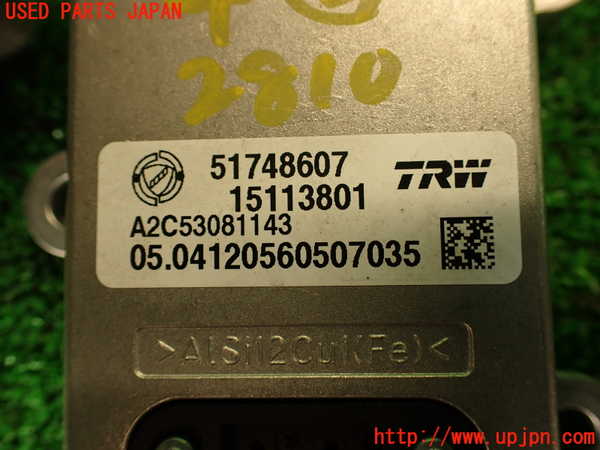 USED PARTS JAPAN
2810
51748607
15113801
TRW
A2C53081143
05.04120560507035
>AlSi12Cu1(Fe)<
http://www.upjpn.com/